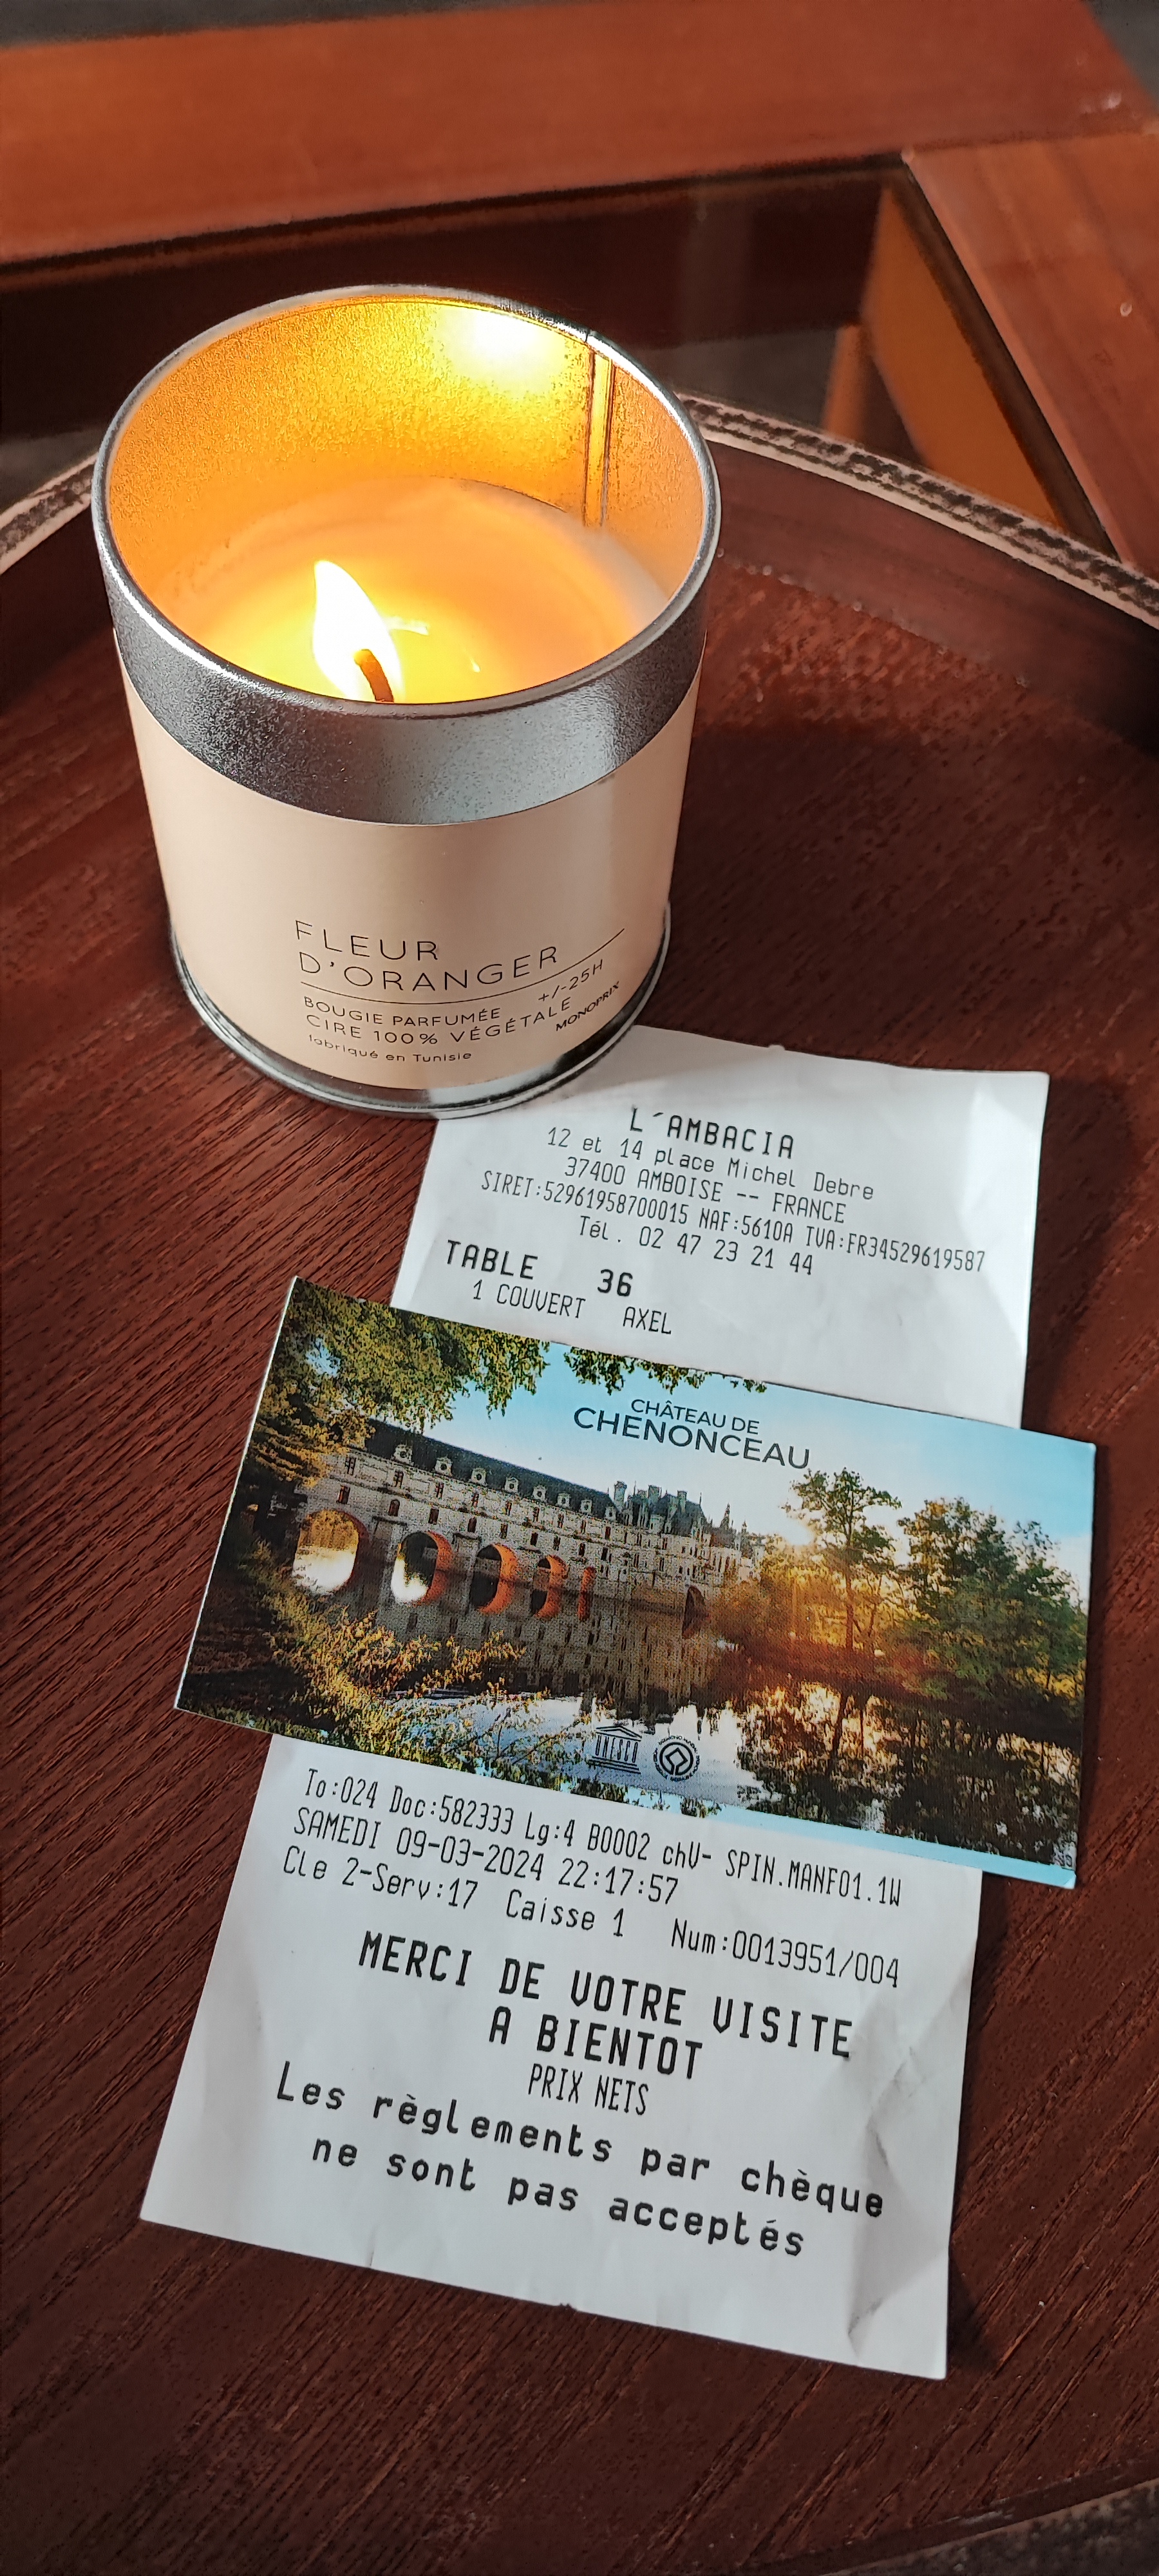 FLEUR
D'ORANGER
+/-25H
BOUGIE PARFUMÉE
CIRE 100% VÉGÉTALE
MONOPRIX
fabriqué en Tunisie
L´AMBACIA
12 et 14 place Michel Debre
37400 AMBOISE -- FRANCE
SIRET:52961958700015 NAF:5610A TVA:FR34529619587
Tél. 02 47 23 21 44
TABLE 36
1 COUVERT AXEL
CHÂTEAU DE
CHENONCEAU
UNESCO
To:024 Doc:582333 Lg:4 B0002 chV- SPIN.MANF01.1W
SAMEDI 09-03-2024 22:17:57
Cle 2-Serv:17 Caisse 1 Num:0013951/004
MERCI DE VOTRE VISITE
A BIENTOT
PRIX NETS
Les règlements par chèque
ne sont pas acceptés